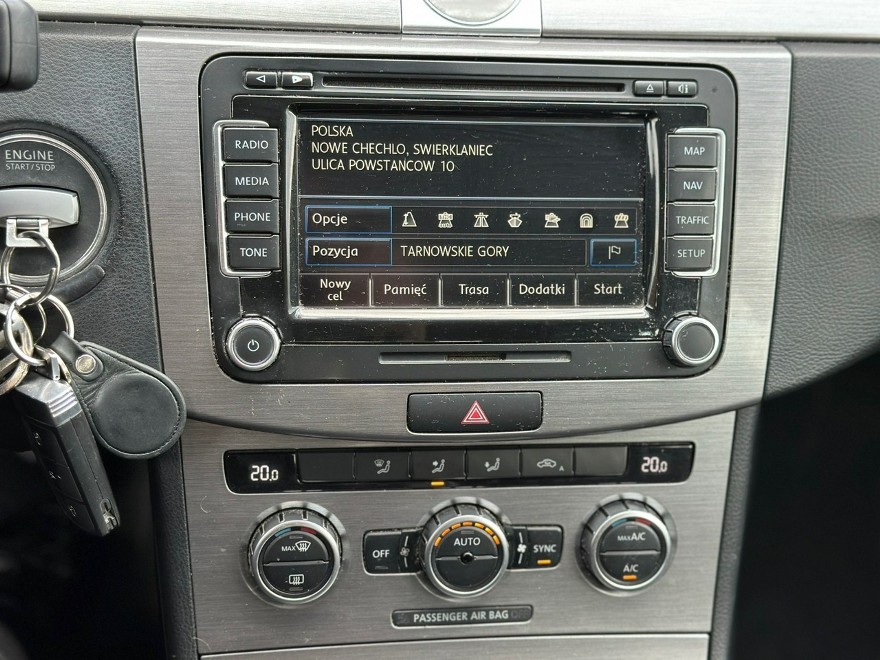 ENGINE
START/STOP
RADIO
MEDIA
PHONE
TONE
POLSKA
NOWE CHECHLO, SWIERKLANIEC
ULICA POWSTANCOW 10
Opcje
Pozycja TARNOWSKIE GORY
Nowy cel Pamięć Trasa Dodatki Start
MAP
NAV
TRAFFIC
SETUP
20,0
A
20,0
MAX
OFF
AUTO
SYNC
MAX A/C
A/C
PASSENGER AIR BAG